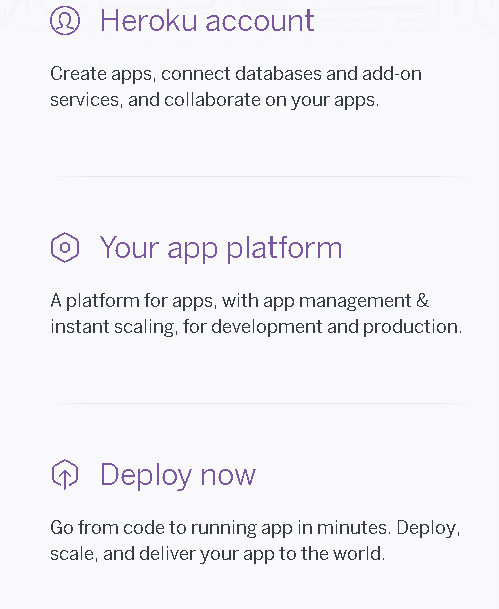 Heroku account
Create apps, connect databases and add-on
services, and collaborate on your apps.
Your app platform
A platform for apps, with app management &
instant scaling, for development and production.
Deploy now
Go from code to running app in minutes. Deploy,
scale, and deliver your app to the world.